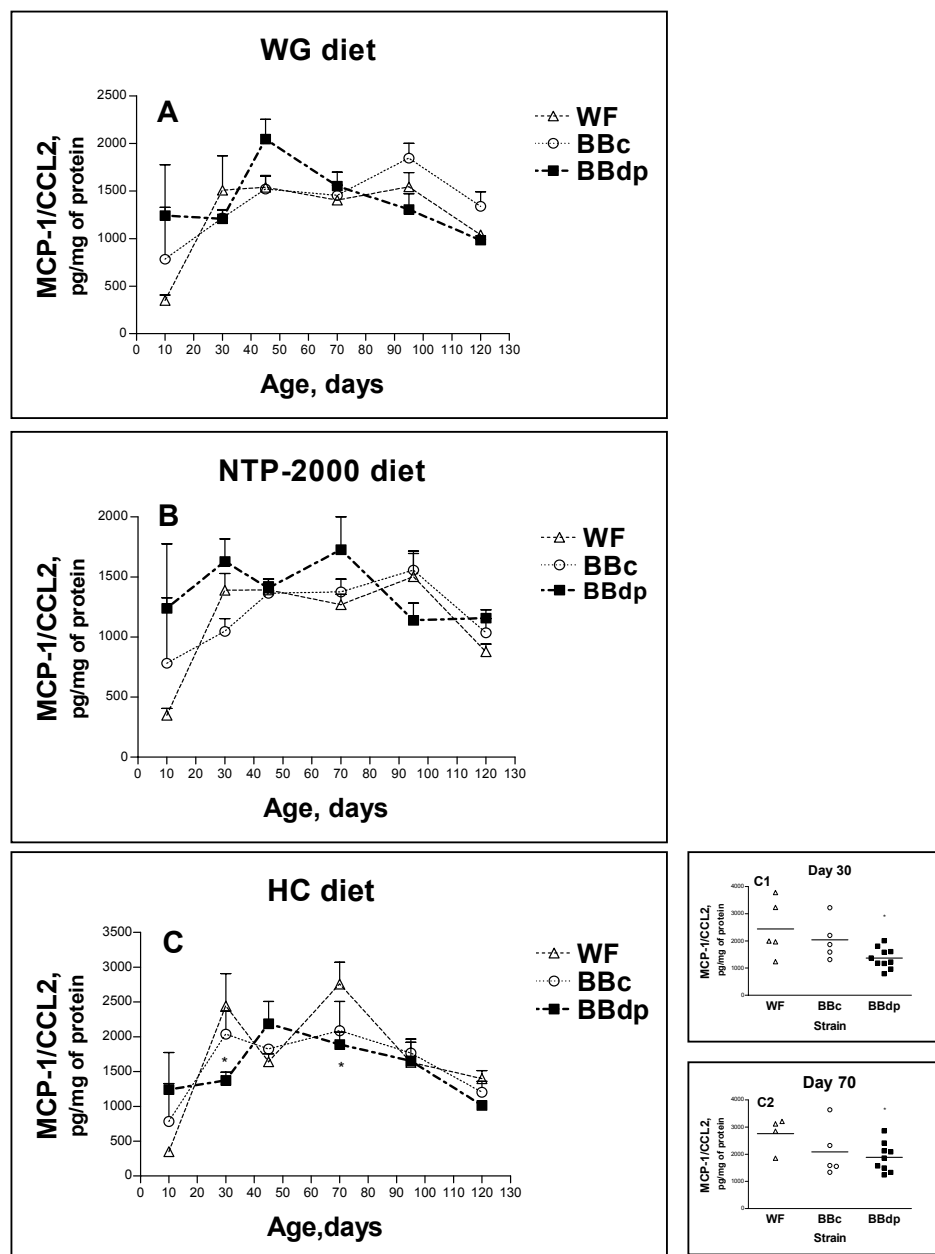 WG diet
A
WF
BBc
BBdp
MCP-1/CCL2,
pg/mg of protein
2500
2000
1500
1000
500
0
0 10 20 30 40 50 60 70 80 90 100 110 120 130
Age, days
NTP-2000 diet
B
WF
BBc
BBdp
MCP-1/CCL2,
pg/mg of protein
2000
1500
1000
500
0
0 10 20 30 40 50 60 70 80 90 100 110 120 130
Age, days
HC diet
C
WF
BBc
BBdp
MCP-1/CCL2,
pg/mg of protein
3500
3000
2500
2000
1500
1000
500
0
* *
0 10 20 30 40 50 60 70 80 90 100 110 120 130
Age,days
C1 Day 30
MCP-1/CCL2,
pg/mg of protein
4000
3000
2000
1000
0
*
WF BBc BBdp
Strain
C2 Day 70
MCP-1/CCL2,
pg/mg of protein
4000
3000
2000
1000
0
*
WF BBc BBdp
Strain